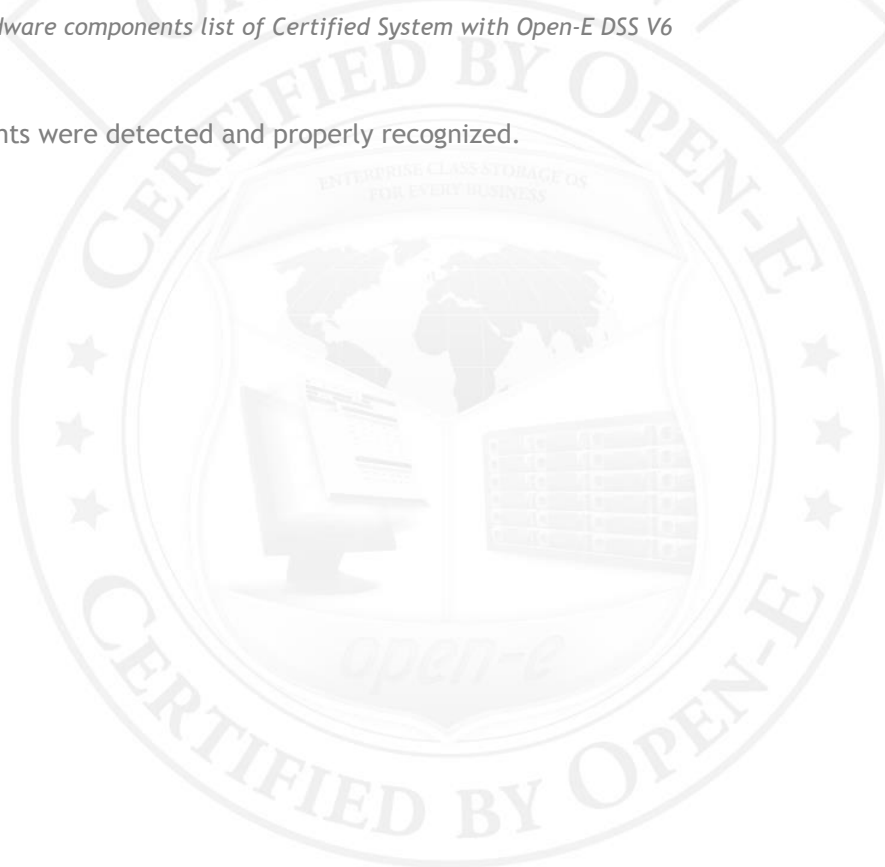 dware components list of Certified System with Open-E DSS V6
nts were detected and properly recognized.
CERTIFIED BY OPEN-E
ENTERPRISE CLASS STORAGE OS
FOR EVERY BUSINESS
open-e
CERTIFIED BY OPEN-E